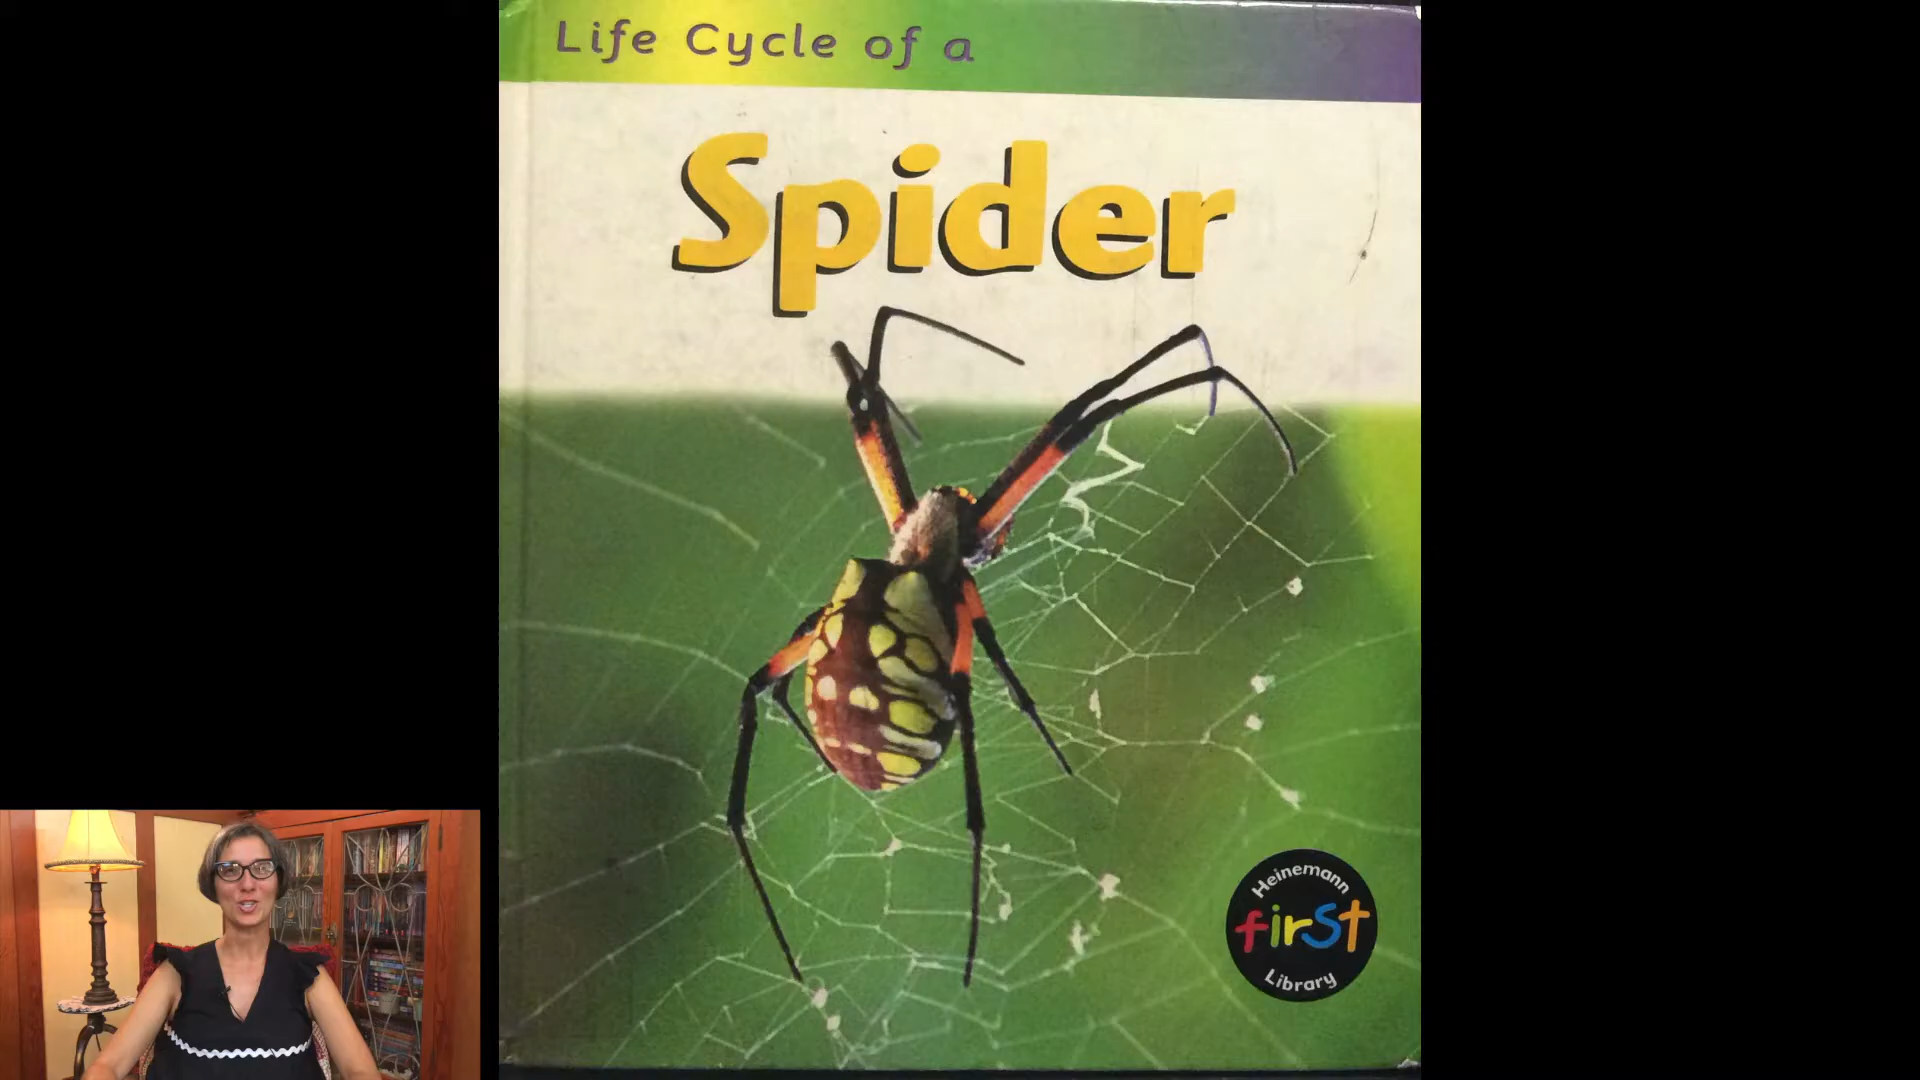 Life Cycle of a
Spider
Heinemann
first
Library